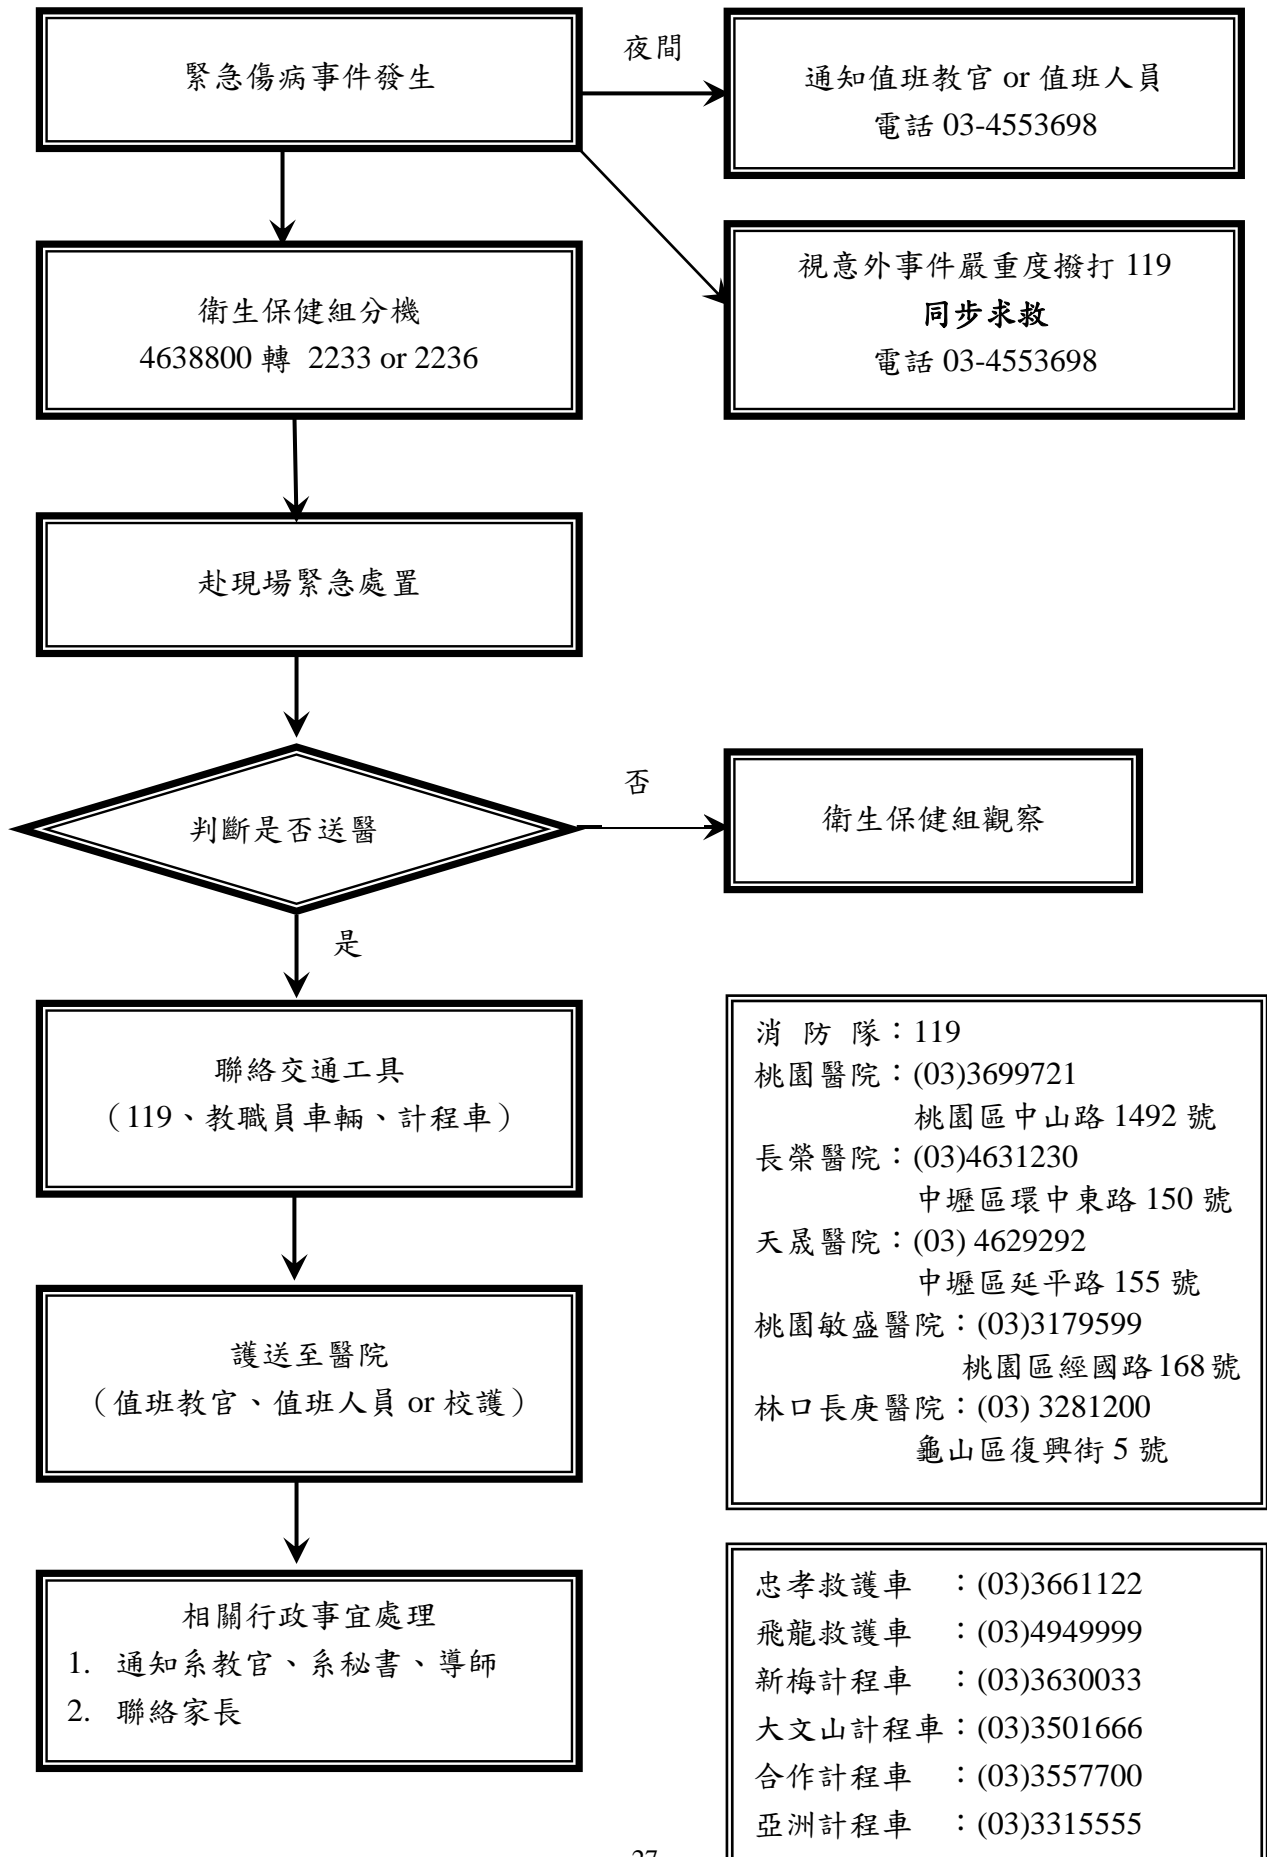 緊急傷病事件發生
夜間
通知值班教官 or 值班人員
電話 03-4553698
視意外事件嚴重度撥打 119
同步求救
電話 03-4553698
衛生保健組分機
4638800 轉 2233 or 2236
赴現場緊急處置
判斷是否送醫
否
衛生保健組觀察
是
聯絡交通工具
（119、教職員車輛、計程車）
護送至醫院
（值班教官、值班人員 or 校護）
相關行政事宜處理
1. 通知系教官、系秘書、導師
2. 聯絡家長
消 防 隊：119
桃園醫院：(03)3699721
桃園區中山路 1492 號
長榮醫院：(03)4631230
中壢區環中東路 150 號
天晟醫院：(03) 4629292
中壢區延平路 155 號
桃園敏盛醫院：(03)3179599
桃園區經國路 168 號
林口長庚醫院：(03) 3281200
龜山區復興街 5 號
忠孝救護車 ：(03)3661122
飛龍救護車 ：(03)4949999
新梅計程車 ：(03)3630033
大文山計程車：(03)3501666
合作計程車 ：(03)3557700
亞洲計程車 ：(03)3315555
27